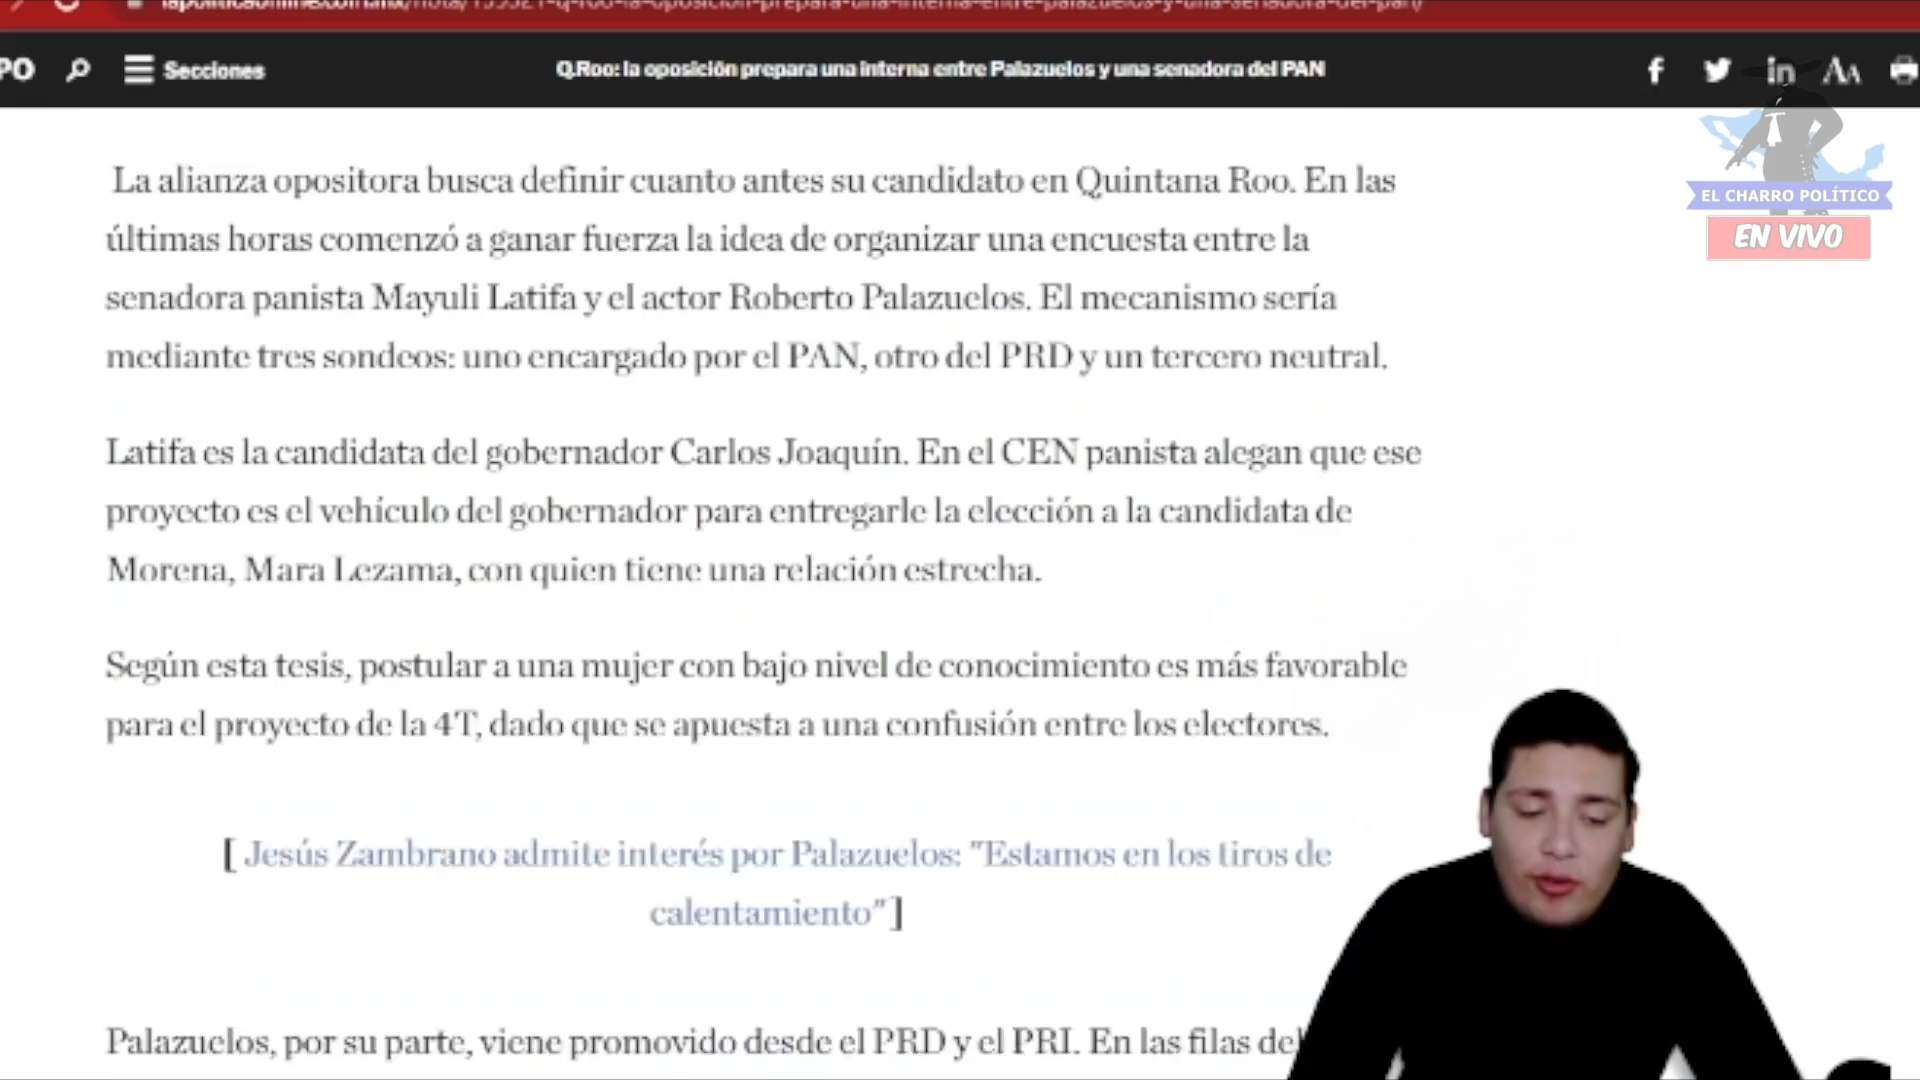 PO Secciones Q.Roo: la oposición prepara una interna entre Palazuelos y una senadora del PAN
EL CHARRO POLÍTICO
EN VIVO
La alianza opositora busca definir cuanto antes su candidato en Quintana Roo. En las
últimas horas comenzó a ganar fuerza la idea de organizar una encuesta entre la
senadora panista Mayuli Latifa y el actor Roberto Palazuelos. El mecanismo sería
mediante tres sondeos: uno encargado por el PAN, otro del PRD y un tercero neutral.
Latifa es la candidata del gobernador Carlos Joaquín. En el CEN panista alegan que ese
proyecto es el vehículo del gobernador para entregarle la elección a la candidata de
Morena, Mara Lezama, con quien tiene una relación estrecha.
Según esta tesis, postular a una mujer con bajo nivel de conocimiento es más favorable
para el proyecto de la 4T, dado que se apuesta a una confusión entre los electores.
[ Jesús Zambrano admite interés por Palazuelos: "Estamos en los tiros de
calentamiento"]
Palazuelos, por su parte, viene promovido desde el PRD y el PRI. En las filas del